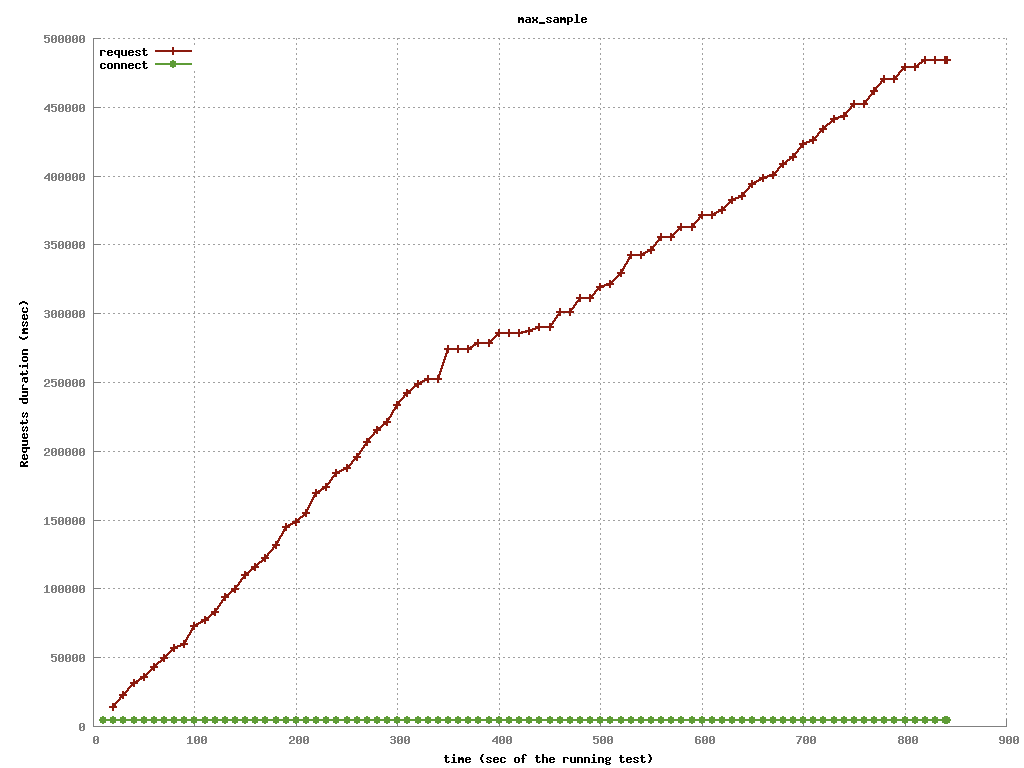 max_sample
500000
request
connect
450000
400000
350000
300000
Requests duration (msec)
250000
200000
150000
100000
50000
0
0 100 200 300 400 500 600 700 800 900
time (sec of the running test)